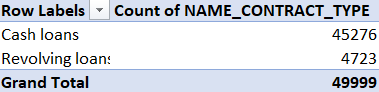 Row Labels Count of NAME_CONTRACT_TYPE
Cash loans 45276
Revolving loans 4723
Grand Total 49999